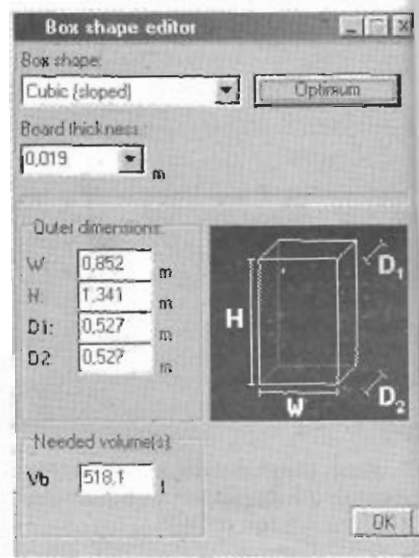 Box shape editor
Box shape:
Cubic (sloped)
Optimum
Board thickness:
0,019
m
Outer dimensions:
W: 0,852 m
H: 1,341 m
D1: 0,527 m
D2: 0,527 m
H
D1
W
D2
Needed volume(s):
Vb 518,1 l
OK